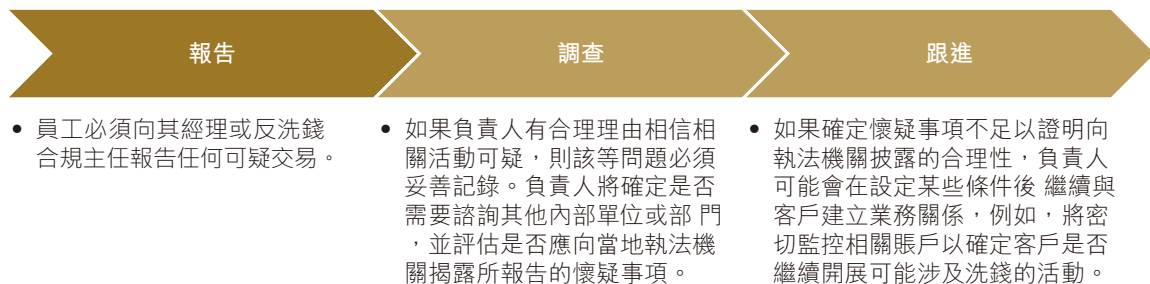 報告
調查
跟進
• 員工必須向其經理或反洗錢
合規主任報告任何可疑交易。
• 如果負責人有合理理由相信相
關活動可疑，則該等問題必須
妥善記錄。負責人將確定是否
需要諮詢其他內部單位或部 門
，並評估是否應向當地執法機
關揭露所報告的懷疑事項。
• 如果確定懷疑事項不足以證明向
執法機關披露的合理性，負責人
可能會在設定某些條件後 繼續與
客戶建立業務關係，例如，將密
切監控相關賬戶以確定客戶是否
繼續開展可能涉及洗錢的活動。